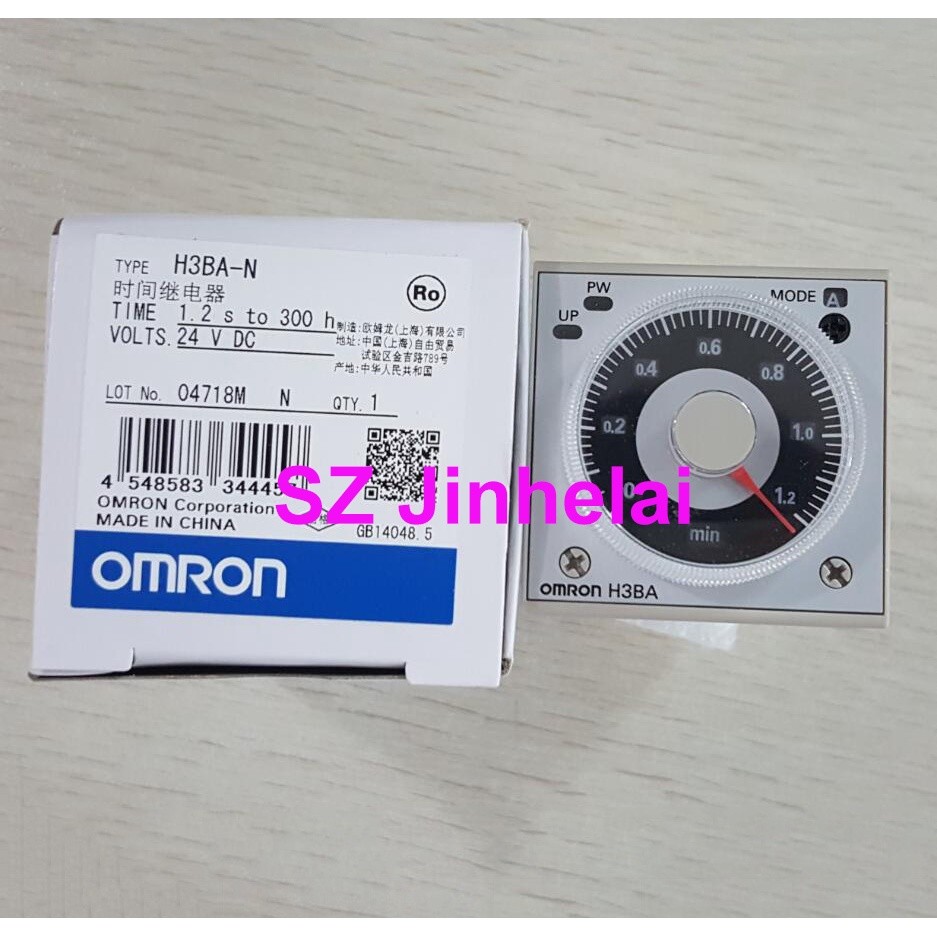 TYPE H3BA-N
时间继电器
TIME 1.2 s to 300 h
VOLTS. 24 V DC
Ro
制造:欧姆龙(上海)有限公司
地址:中国(上海)自由贸易
试验区金吉路789号
产地:中华人民共和国
LOT No. 04718M N QTY. 1
4 548583 34445
OMRON Corporation
MADE IN CHINA
GB14048.5
OMRON
SZ Jinhelai
PW
UP
MODE A
0.2
0.4
0.6
0.8
1.0
1.2
min
OMRON H3BA